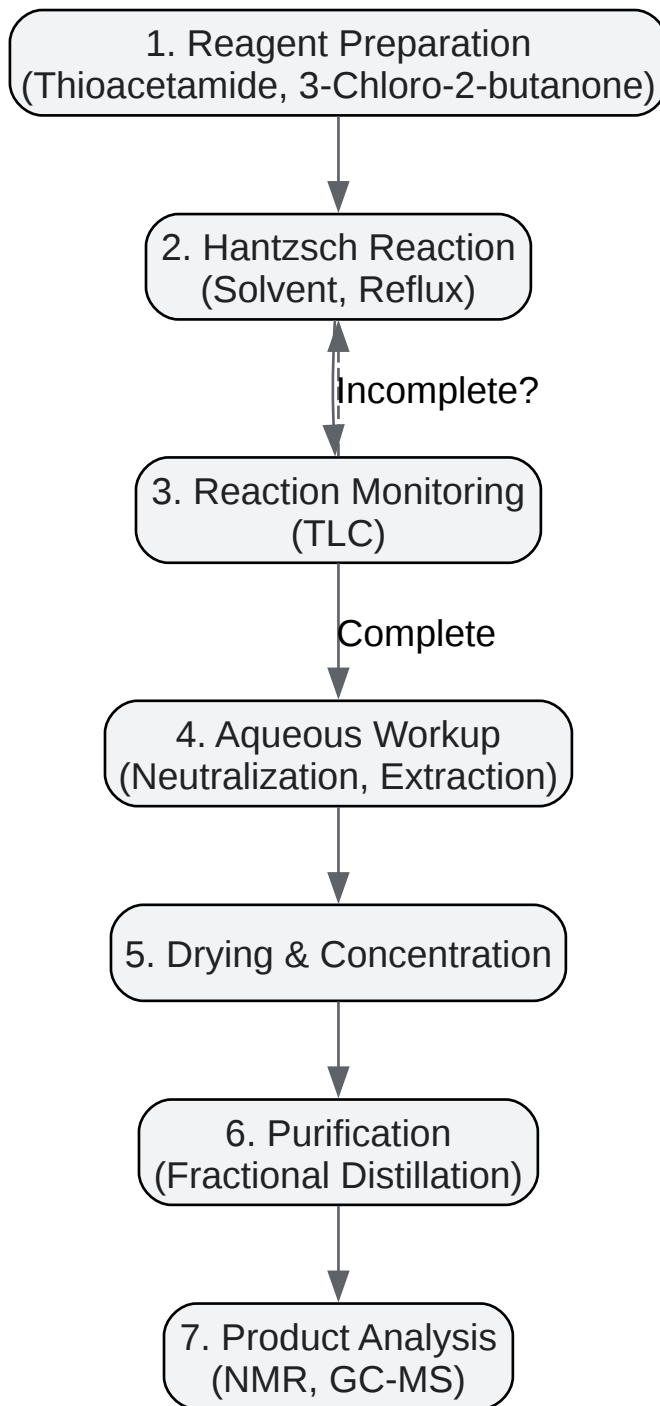 1. Reagent Preparation
(Thioacetamide, 3-Chloro-2-butanone)
2. Hantzsch Reaction
(Solvent, Reflux)
Incomplete?
3. Reaction Monitoring
(TLC)
Complete
4. Aqueous Workup
(Neutralization, Extraction)
5. Drying & Concentration
6. Purification
(Fractional Distillation)
7. Product Analysis
(NMR, GC-MS)